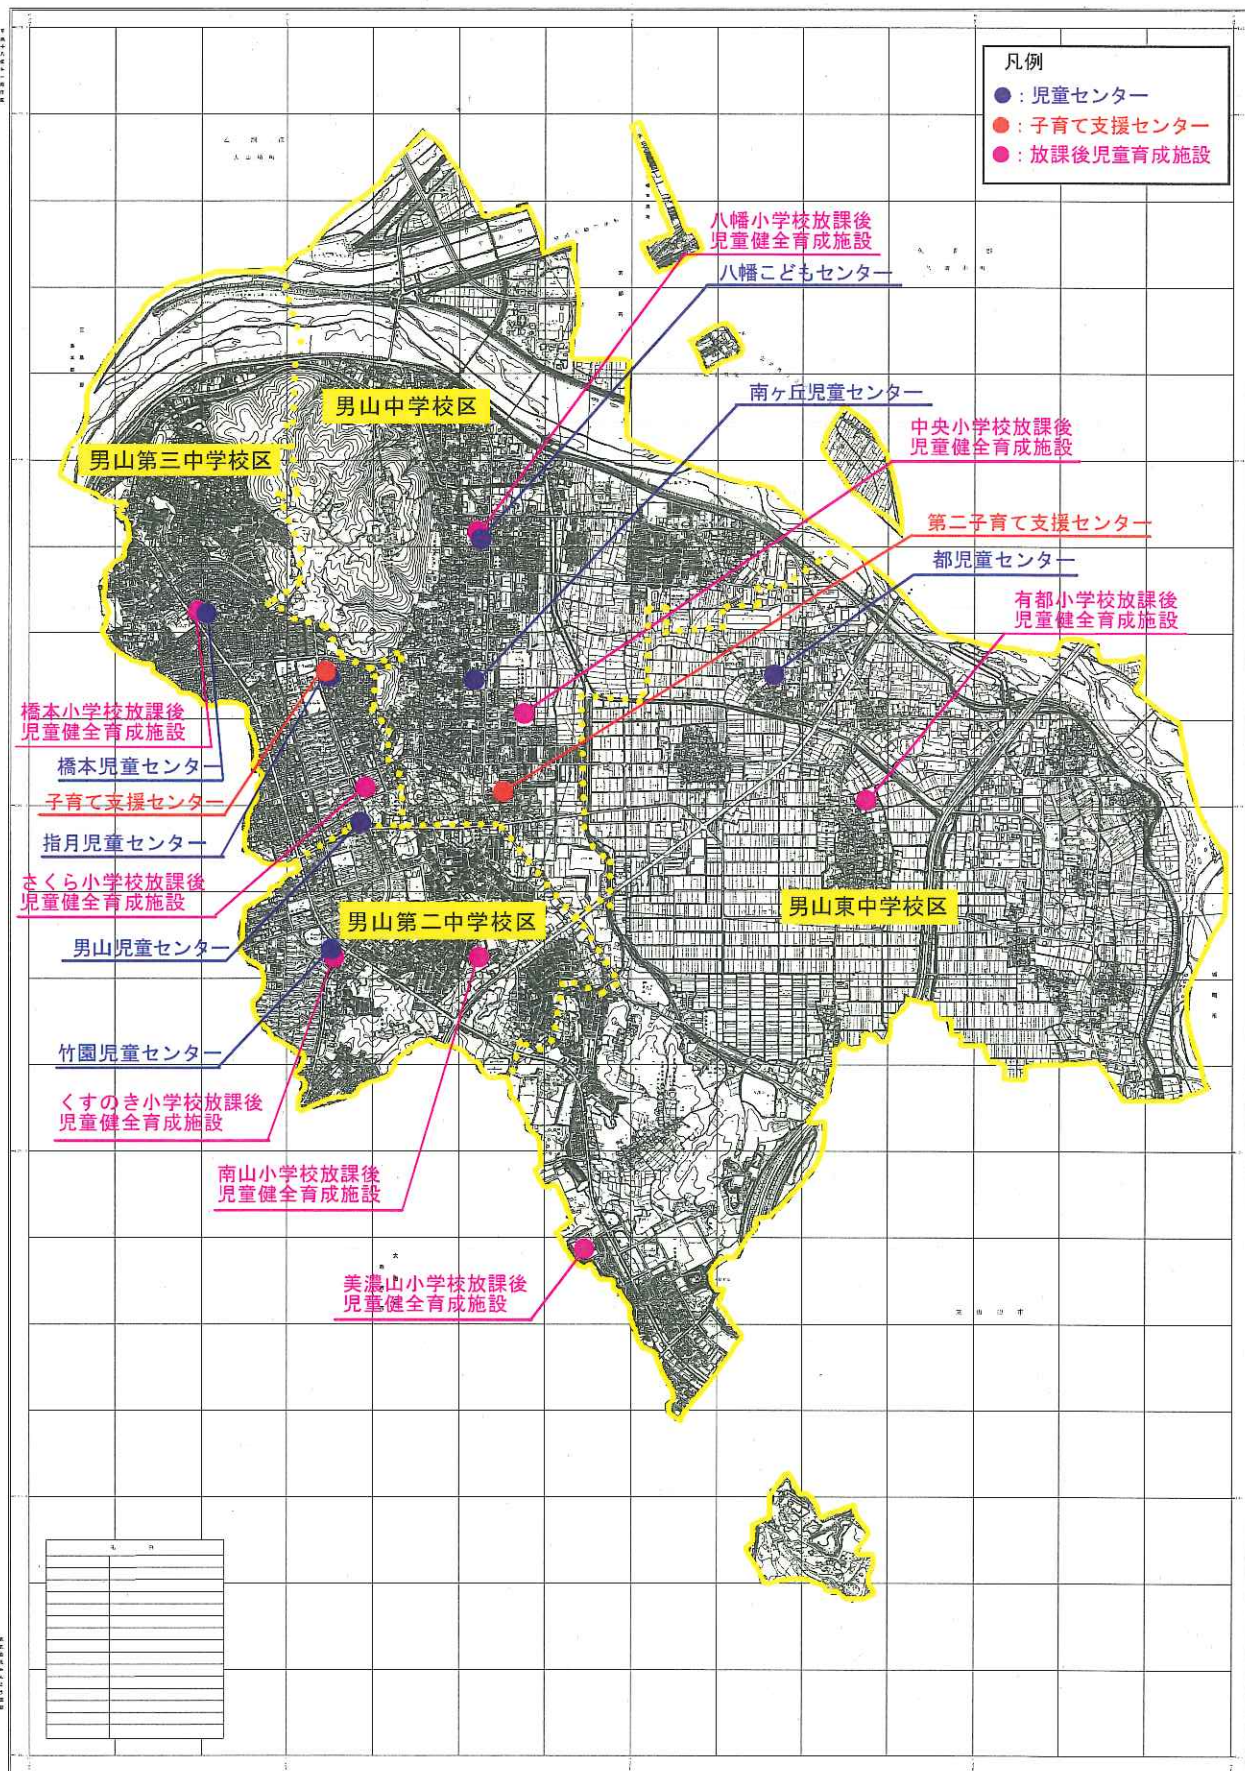 凡例
：児童センター
：子育て支援センター
：放課後児童育成施設
八幡小学校放課後
児童健全育成施設
八幡こどもセンター
南ヶ丘児童センター
男山中学校区
中央小学校放課後
児童健全育成施設
男山第三中学校区
第二子育て支援センター
都児童センター
有都小学校放課後
児童健全育成施設
橋本小学校放課後
児童健全育成施設
橋本児童センター
子育て支援センター
指月児童センター
さくら小学校放課後
児童健全育成施設
男山第二中学校区
男山東中学校区
男山児童センター
竹園児童センター
くすのき小学校放課後
児童健全育成施設
南山小学校放課後
児童健全育成施設
美濃山小学校放課後
児童健全育成施設